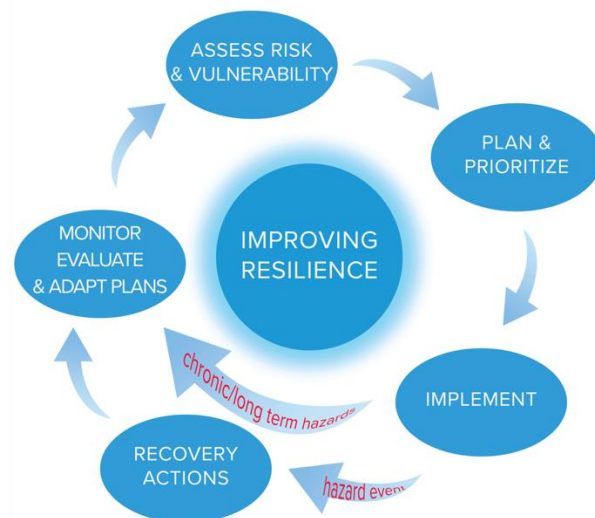 ASSESS RISK
& VULNERABILITY
PLAN &
PRIORITIZE
IMPROVING
RESILIENCE
MONITOR
EVALUATE
& ADAPT PLANS
chronic/long term hazards
IMPLEMENT
RECOVERY
ACTIONS
hazard event